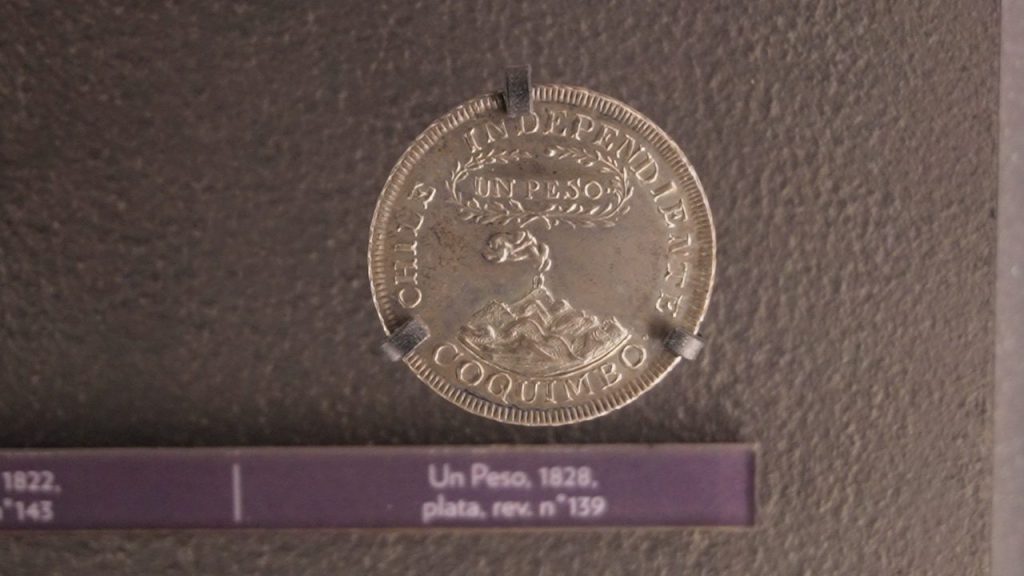 CHILE INDEPENDIENTE
UN PESO
COQUIMBO
1822,
n°143
Un Peso, 1828,
plata, rev. n°139